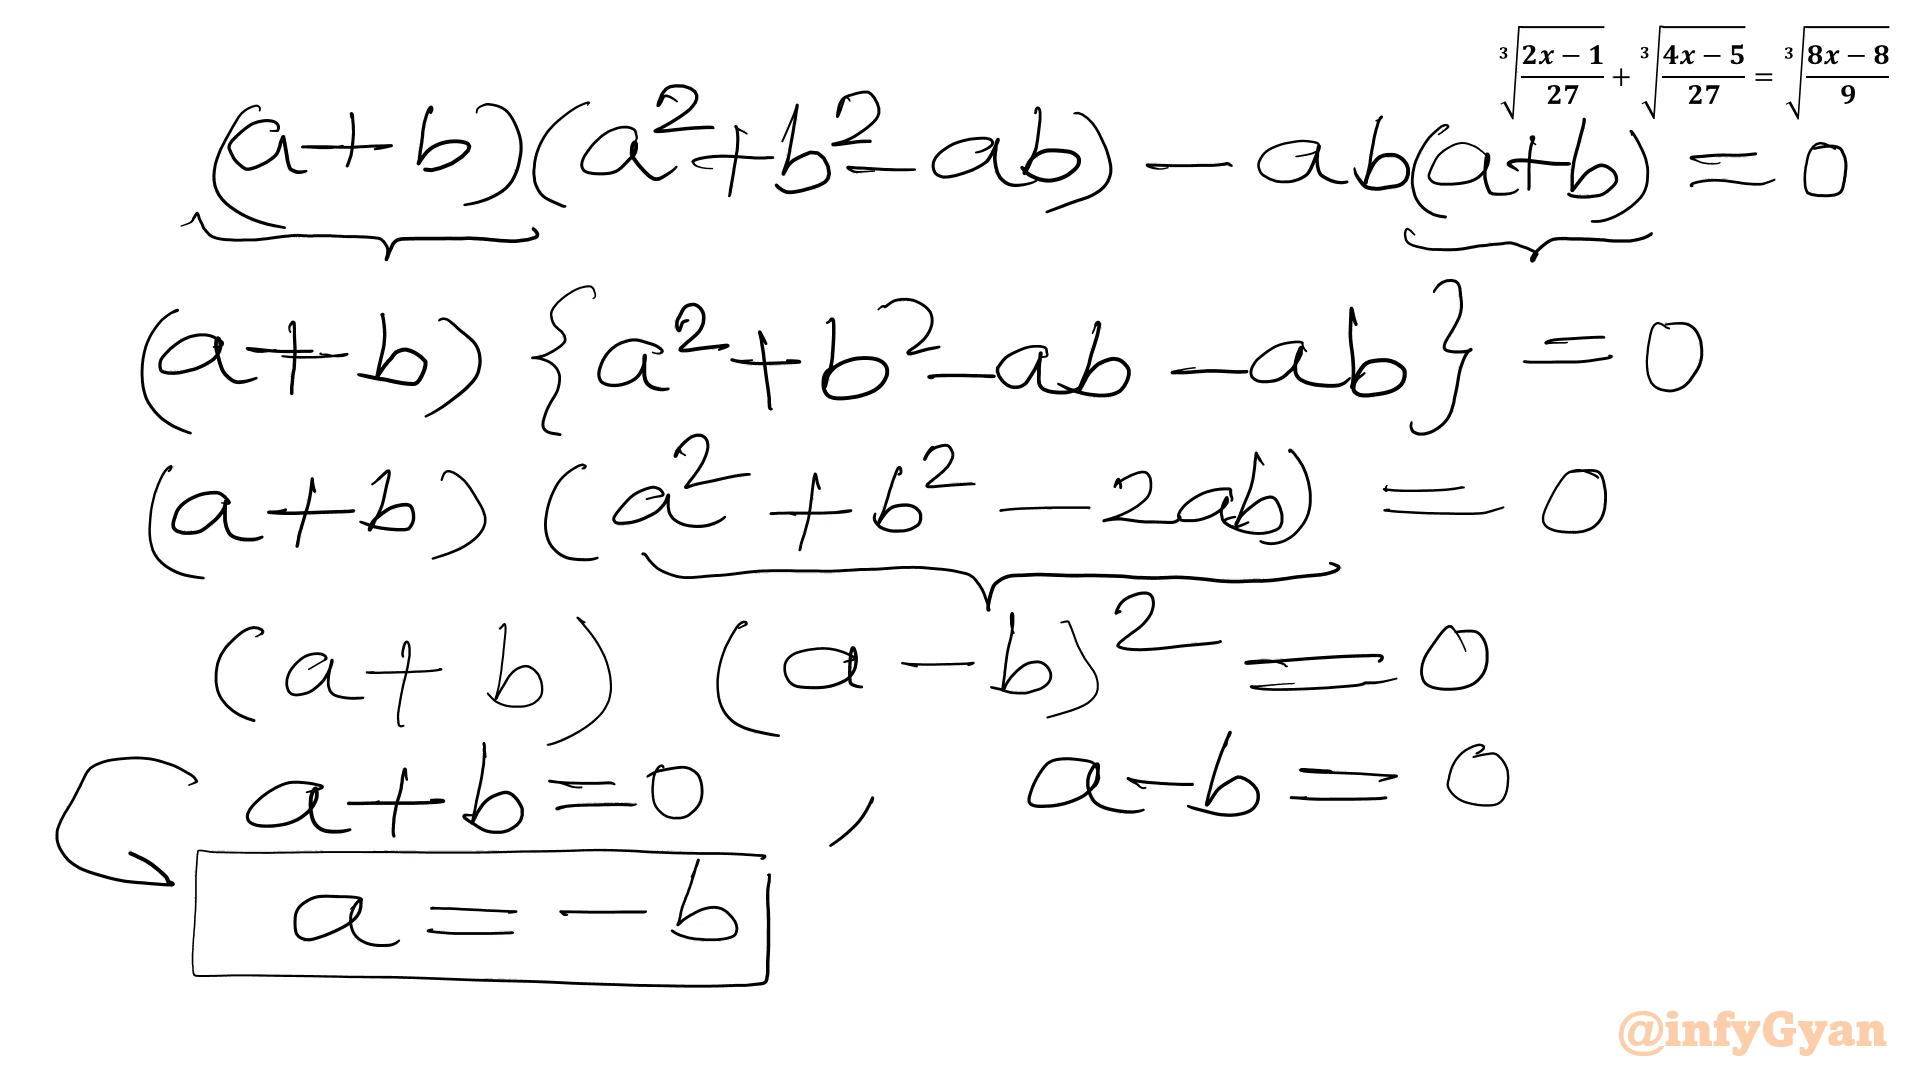 ∛((2x − 1)/27) + ∛((4x − 5)/27) = ∛((8x − 8)/9)
(a+b)(a²+b²−ab) − ab(a+b) = 0
(a+b) {a²+b²−ab −ab} = 0
(a+b) (a² + b² − 2ab) = 0
(a+b) (a−b)² = 0
a+b=0 , a−b= 0
a = −b
@infyGyan